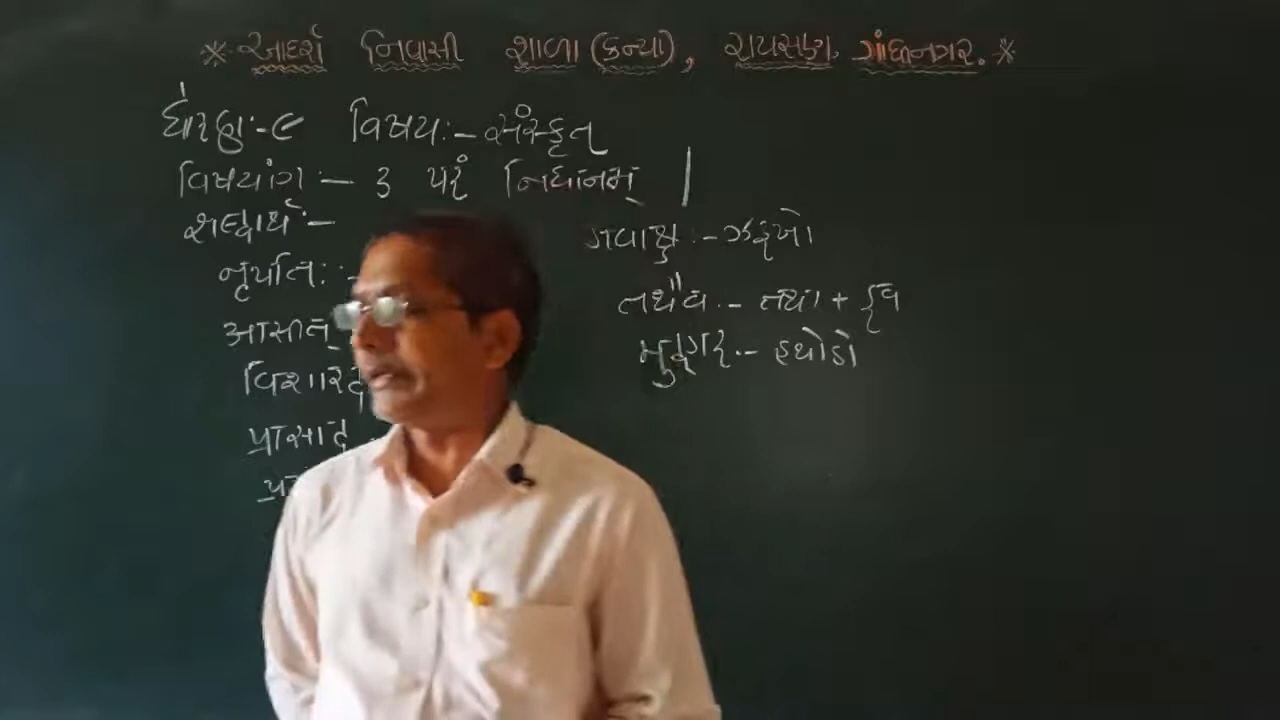 * આદર્શ નિવાસી શાળા (કન્યા), રાયસણ. ગાંધીનગર. *
ધોરણ:- ૯ વિષય:- સંસ્કૃત
વિષયાંગ :- ૩ પરં નિધાનમ્ |
શબ્દાર્થ :-
નૃપતિ: :-
આસીત્
વિશારદ
પ્રાસાદ
ગવાક્ષ :- ઝરૂખો
તથૈવ :- તથા + ઇવ
મુદ્ગર :- હથોડો